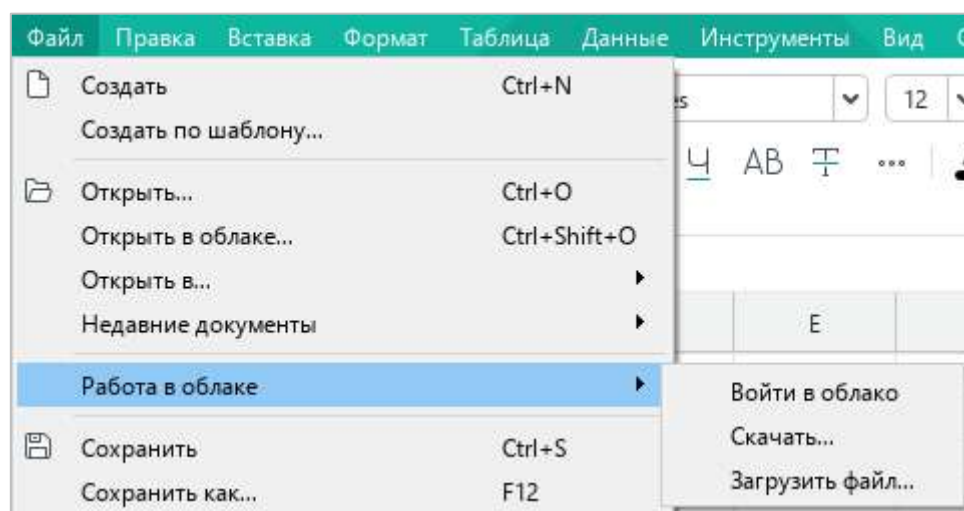 Файл Правка Вставка Формат Таблица Данные Инструменты Вид
Создать Ctrl+N
12
Создать по шаблону...
Ч АВ Т ...
Открыть... Ctrl+O
Открыть в облаке... Ctrl+Shift+O
Открыть в...
Недавние документы E
Работа в облаке
Войти в облако
Скачать...
Сохранить Ctrl+S
Загрузить файл...
Сохранить как... F12